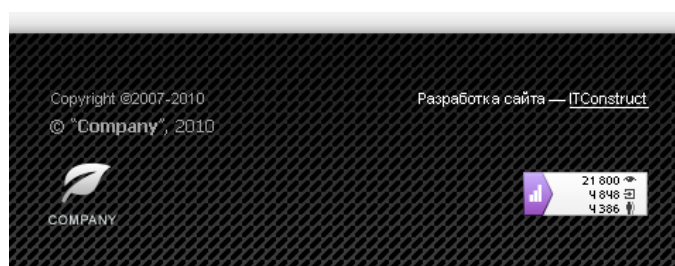 Copyright ©2007-2010
Разработка сайта — ITConstruct
© "Company", 2010
COMPANY
21 800
4 848
4 386